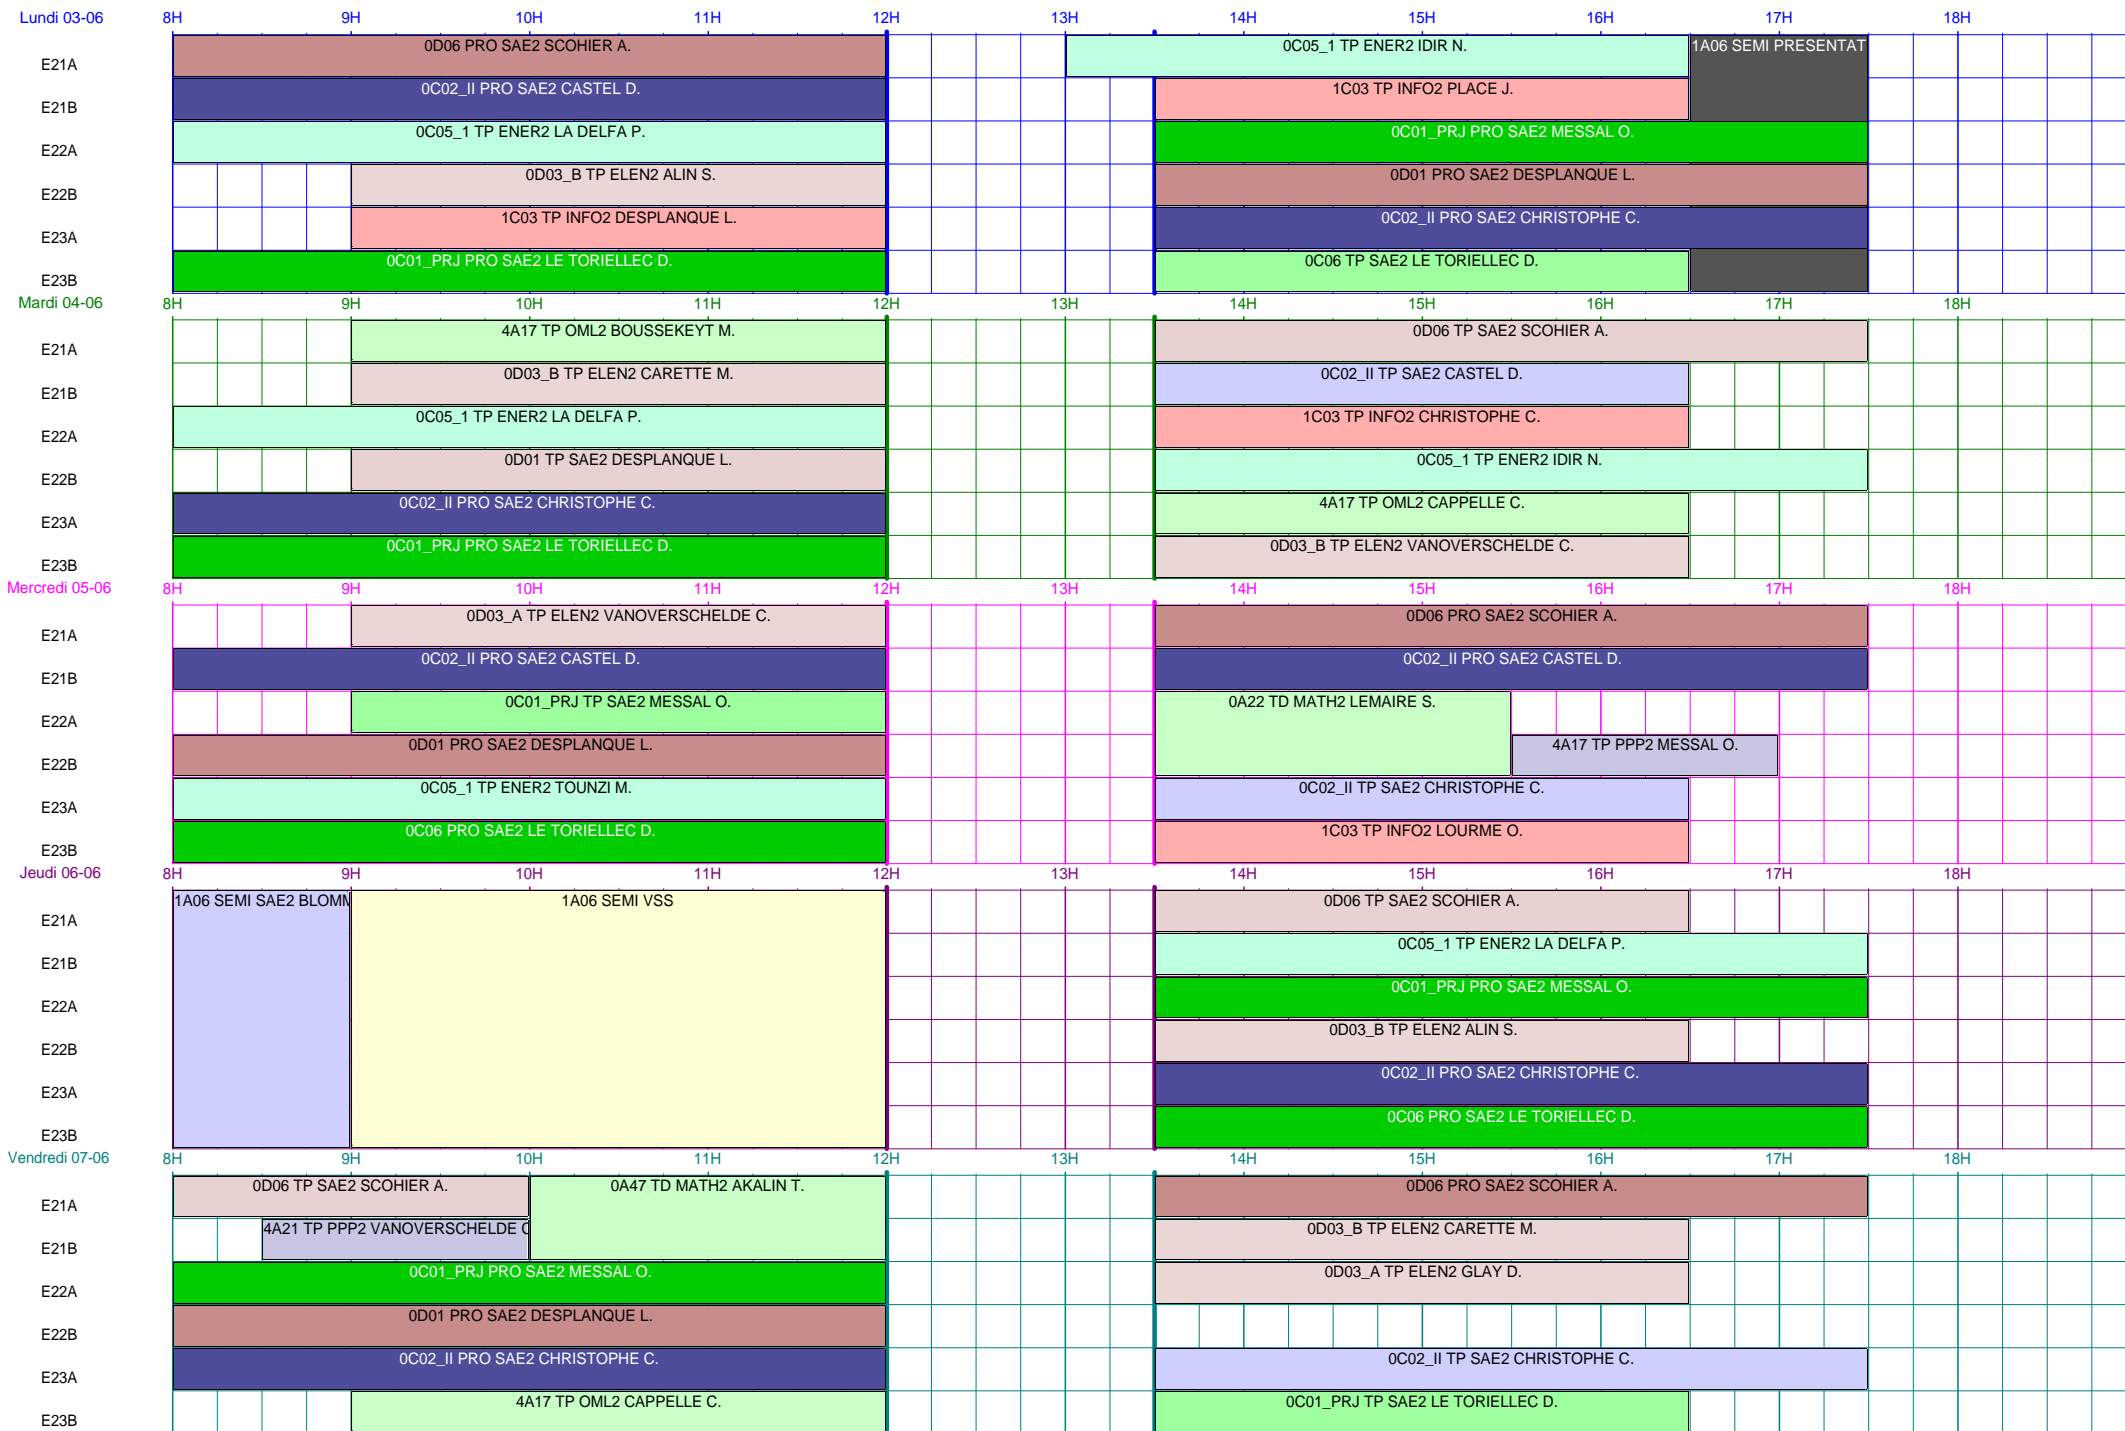 Lundi 03-06 8H 9H 10H 11H 12H 13H 14H 15H 16H 17H 18H
E21A 0D06 PRO SAE2 SCOHIER A. 0C05_1 TP ENER2 IDIR N. 1A06 SEMI PRESENTAT
E21B 0C02_II PRO SAE2 CASTEL D. 1C03 TP INFO2 PLACE J.
E22A 0C05_1 TP ENER2 LA DELFA P. 0C01_PRJ PRO SAE2 MESSAL O.
E22B 0D03_B TP ELEN2 ALIN S. 0D01 PRO SAE2 DESPLANQUE L.
E23A 1C03 TP INFO2 DESPLANQUE L. 0C02_II PRO SAE2 CHRISTOPHE C.
E23B 0C01_PRJ PRO SAE2 LE TORIELLEC D. 0C06 TP SAE2 LE TORIELLEC D.
Mardi 04-06 8H 9H 10H 11H 12H 13H 14H 15H 16H 17H 18H
E21A 4A17 TP OML2 BOUSSEKEYT M. 0D06 TP SAE2 SCOHIER A.
E21B 0D03_B TP ELEN2 CARETTE M. 0C02_II TP SAE2 CASTEL D.
E22A 0C05_1 TP ENER2 LA DELFA P. 1C03 TP INFO2 CHRISTOPHE C.
E22B 0D01 TP SAE2 DESPLANQUE L. 0C05_1 TP ENER2 IDIR N.
E23A 0C02_II PRO SAE2 CHRISTOPHE C. 4A17 TP OML2 CAPPELLE C.
E23B 0C01_PRJ PRO SAE2 LE TORIELLEC D. 0D03_B TP ELEN2 VANOVERSCHELDE C.
Mercredi 05-06 8H 9H 10H 11H 12H 13H 14H 15H 16H 17H 18H
E21A 0D03_A TP ELEN2 VANOVERSCHELDE C. 0D06 PRO SAE2 SCOHIER A.
E21B 0C02_II PRO SAE2 CASTEL D. 0C02_II PRO SAE2 CASTEL D.
E22A 0C01_PRJ TP SAE2 MESSAL O. 0A22 TD MATH2 LEMAIRE S.
E22B 0D01 PRO SAE2 DESPLANQUE L. 4A17 TP PPP2 MESSAL O.
E23A 0C05_1 TP ENER2 TOUNZI M. 0C02_II TP SAE2 CHRISTOPHE C.
E23B 0C06 PRO SAE2 LE TORIELLEC D. 1C03 TP INFO2 LOURME O.
Jeudi 06-06 8H 9H 10H 11H 12H 13H 14H 15H 16H 17H 18H
E21A 1A06 SEMI SAE2 BLOMM 1A06 SEMI VSS 0D06 TP SAE2 SCOHIER A.
E21B 0C05_1 TP ENER2 LA DELFA P.
E22A 0C01_PRJ PRO SAE2 MESSAL O.
E22B 0D03_B TP ELEN2 ALIN S.
E23A 0C02_II PRO SAE2 CHRISTOPHE C.
E23B 0C06 PRO SAE2 LE TORIELLEC D.
Vendredi 07-06 8H 9H 10H 11H 12H 13H 14H 15H 16H 17H 18H
E21A 0D06 TP SAE2 SCOHIER A. 0A47 TD MATH2 AKALIN T. 0D06 PRO SAE2 SCOHIER A.
E21B 4A21 TP PPP2 VANOVERSCHELDE C 0D03_B TP ELEN2 CARETTE M.
E22A 0C01_PRJ PRO SAE2 MESSAL O. 0D03_A TP ELEN2 GLAY D.
E22B 0D01 PRO SAE2 DESPLANQUE L.
E23A 0C02_II PRO SAE2 CHRISTOPHE C. 0C02_II TP SAE2 CHRISTOPHE C.
E23B 4A17 TP OML2 CAPPELLE C. 0C01_PRJ TP SAE2 LE TORIELLEC D.